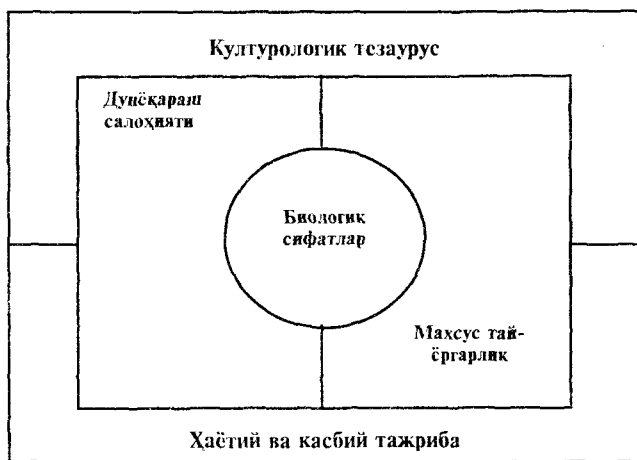 Културологик тезаурус
Дунёқараш
салоҳияти
Биологик
сифатлар
Махсус тай-
ёргарлик
Ҳаётий ва касбий тажриба